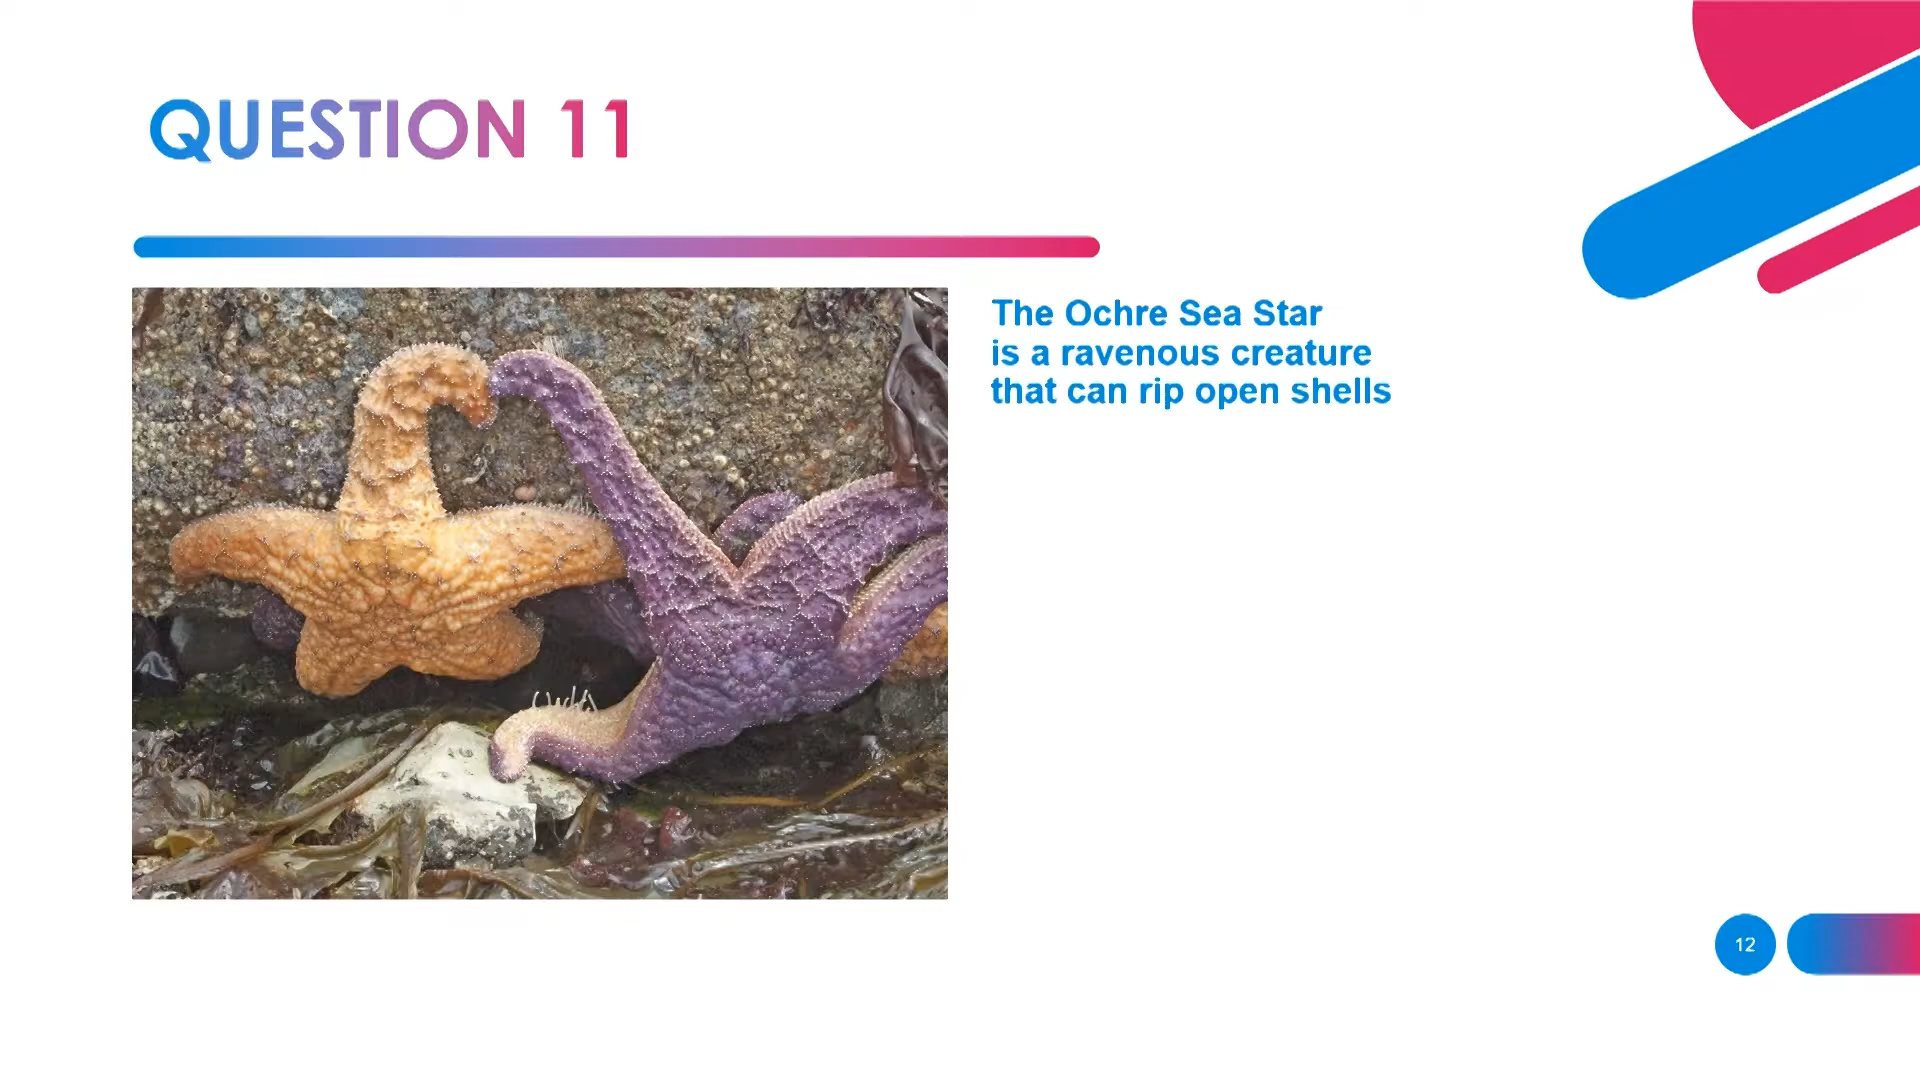 QUESTION 11
The Ochre Sea Star
is a ravenous creature
that can rip open shells
12